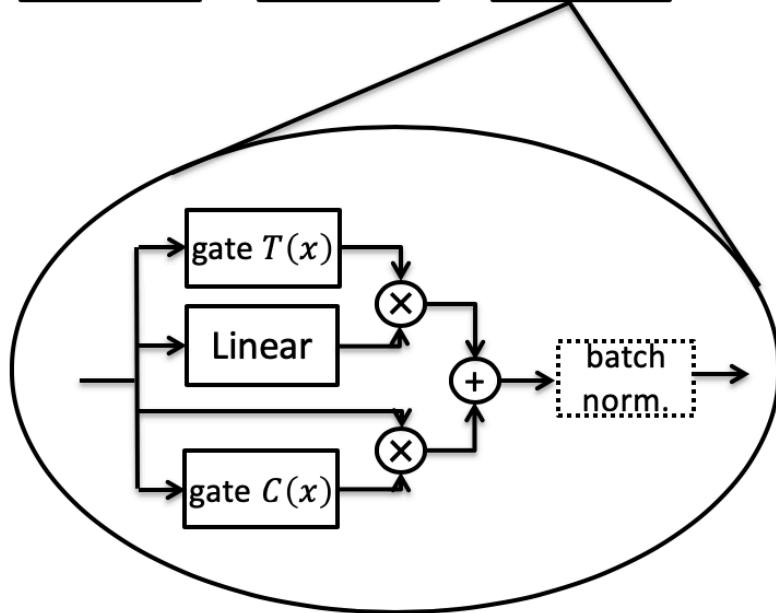 gate T(x)
×
Linear
+
batch
norm.
×
gate C(x)